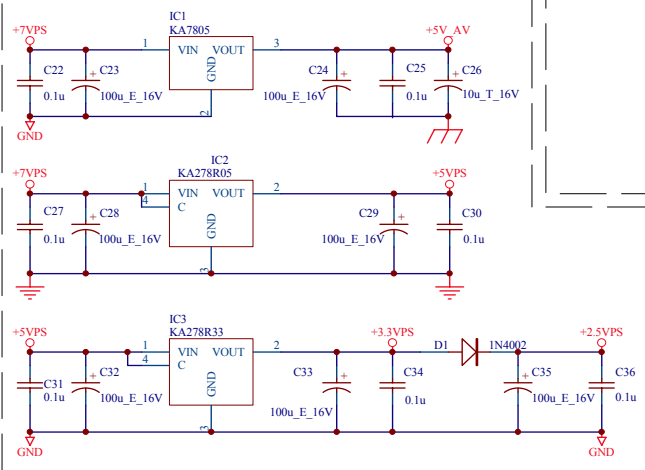 IC1
KA7805
+7VPS
+5V_AV
1
VIN
VOUT
3
GND
2
C22
0.1u
C23
+
100u_E_16V
C24
+
100u_E_16V
C25
0.1u
C26
+
10u_T_16V
GND
IC2
KA278R05
+7VPS
+5VPS
1
4
VIN
VOUT
C
2
GND
3
C27
0.1u
C28
+
100u_E_16V
C29
+
100u_E_16V
C30
0.1u
IC3
KA278R33
+5VPS
+3.3VPS
+2.5VPS
1
4
VIN
VOUT
C
2
GND
3
D1
1N4002
C31
0.1u
C32
+
100u_E_16V
C33
+
100u_E_16V
C34
0.1u
C35
+
100u_E_16V
C36
0.1u
GND
GND